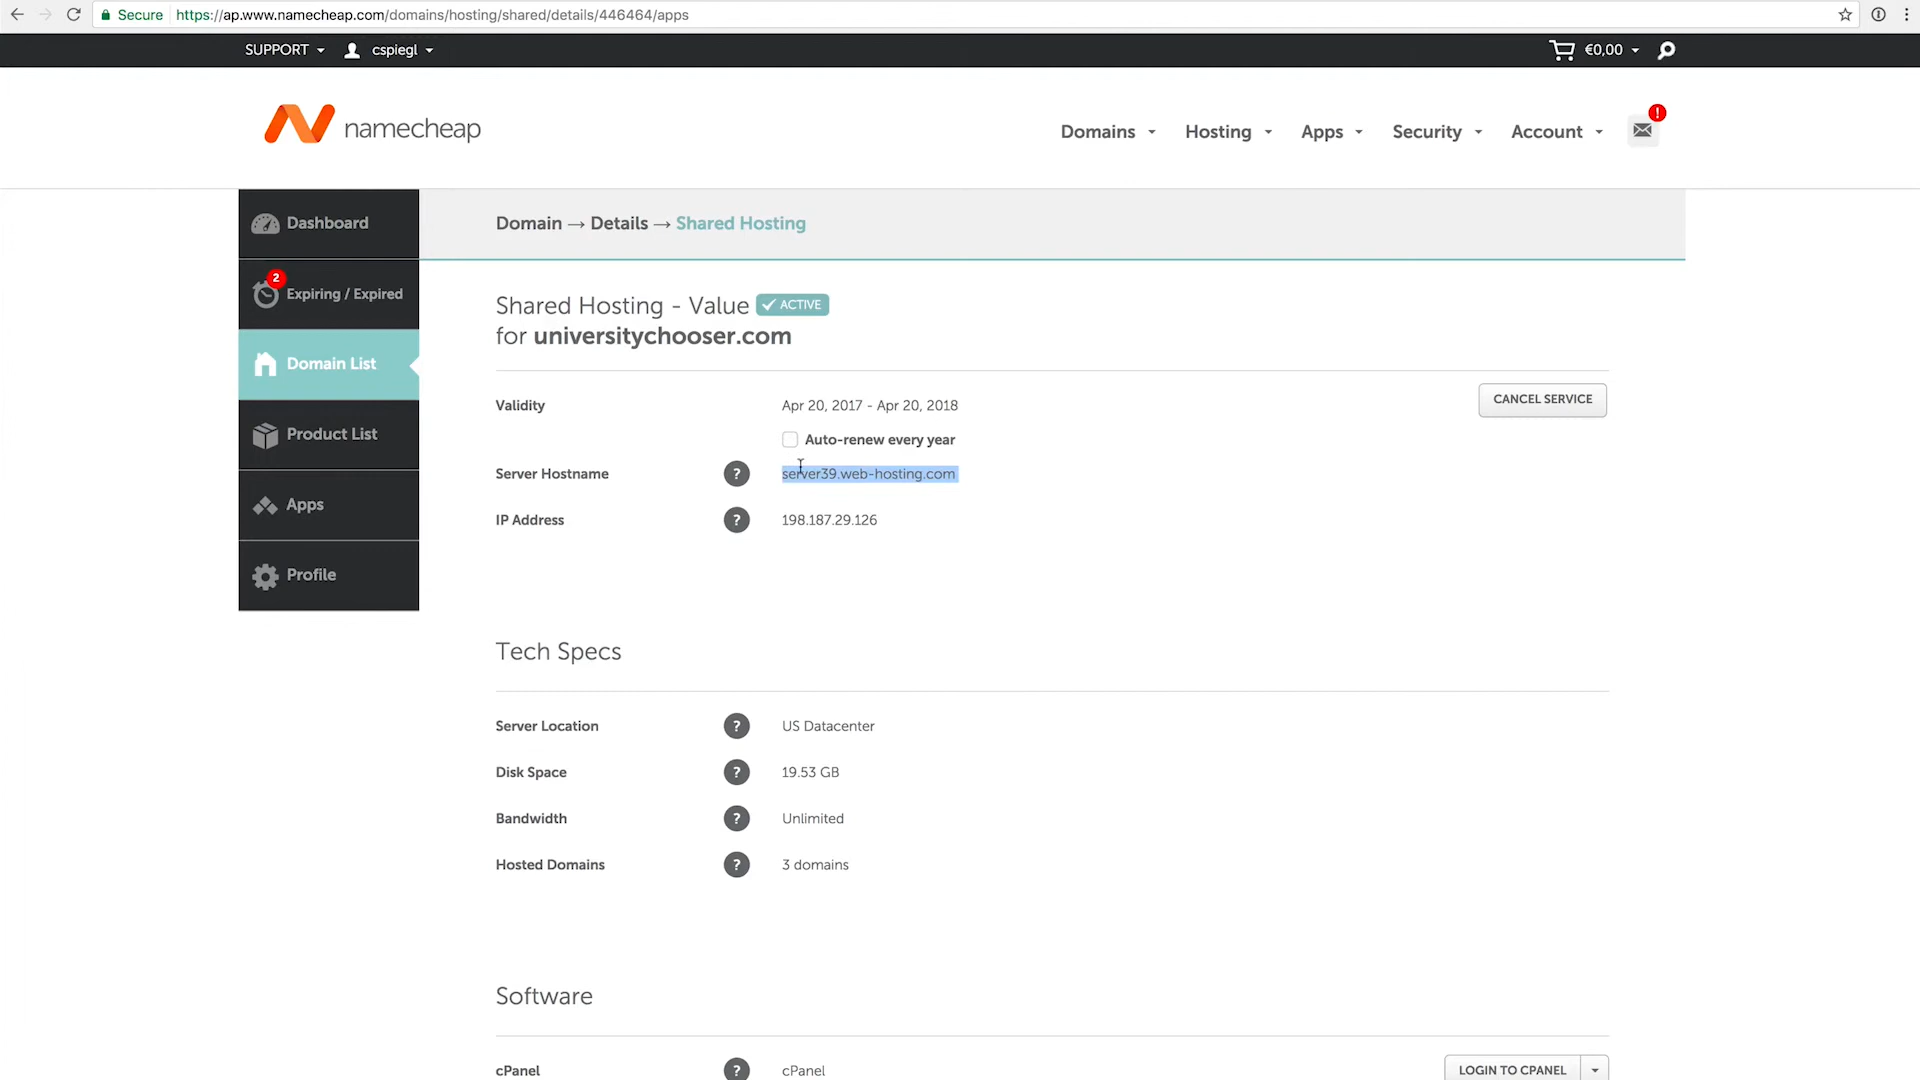 Secure https://ap.www.namecheap.com/domains/hosting/shared/details/446464/apps
SUPPORT cspiegl €0,00
namecheap
Domains Hosting Apps Security Account !
Dashboard
2
Expiring / Expired
Domain List
Product List
Apps
Profile
Domain → Details → Shared Hosting
Shared Hosting - Value ACTIVE
for universitychooser.com
Validity Apr 20, 2017 - Apr 20, 2018 CANCEL SERVICE
Auto-renew every year
Server Hostname ? server39.web-hosting.com
IP Address ? 198.187.29.126
Tech Specs
Server Location ? US Datacenter
Disk Space ? 19.53 GB
Bandwidth ? Unlimited
Hosted Domains ? 3 domains
Software
cPanel ? cPanel LOGIN TO CPANEL